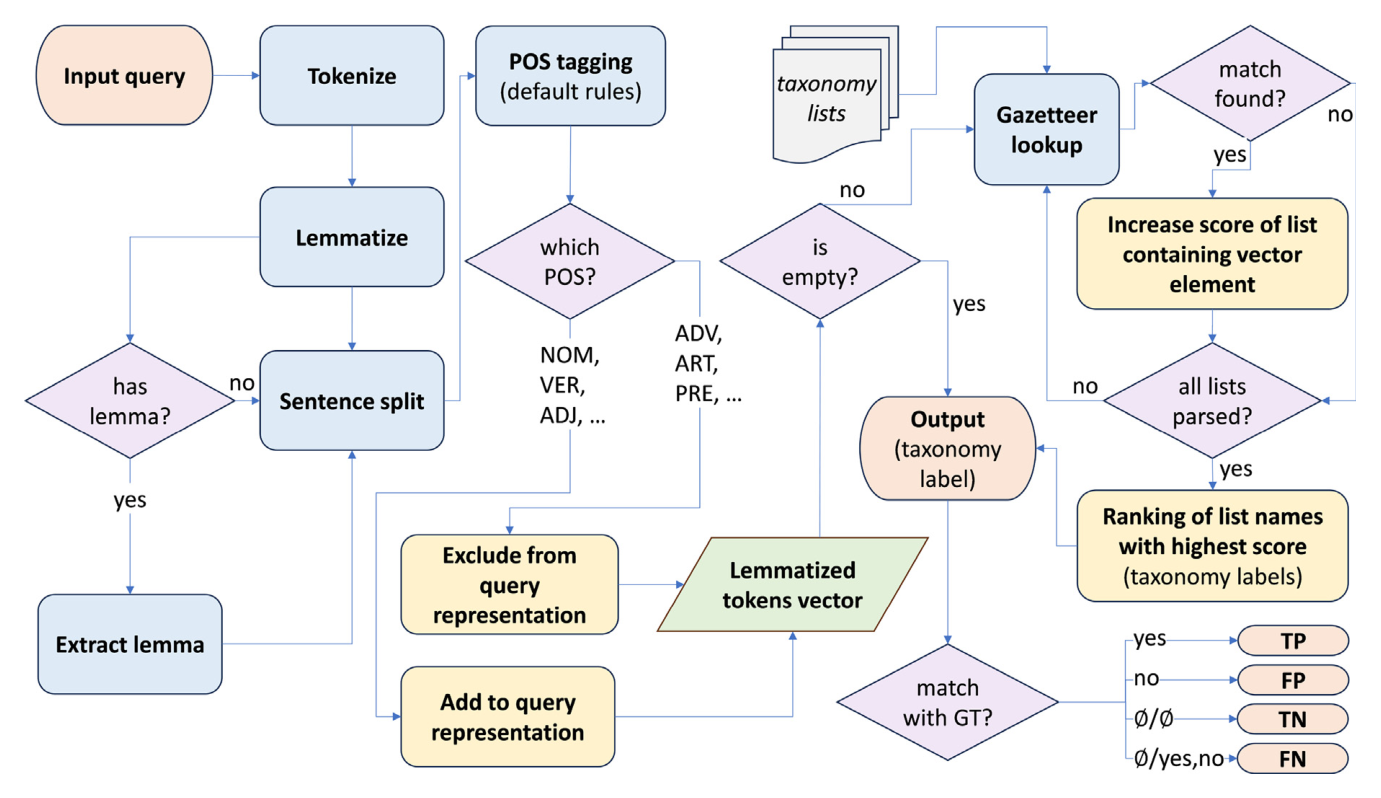 Input query
Tokenize
Lemmatize
has
lemma?
no
yes
Extract lemma
Sentence split
POS tagging
(default rules)
which
POS?
NOM,
VER,
ADJ, ...
ADV,
ART,
PRE, ...
Exclude from
query
representation
Add to query
representation
Lemmatized
tokens vector
is
empty?
no
yes
taxonomy
lists
Gazetteer
lookup
match
found?
no
yes
Increase score of list
containing vector
element
all lists
parsed?
no
yes
Ranking of list names
with highest score
(taxonomy labels)
Output
(taxonomy
label)
match
with GT?
yes
TP
no
FP
Ø/Ø
TN
Ø/yes,no
FN